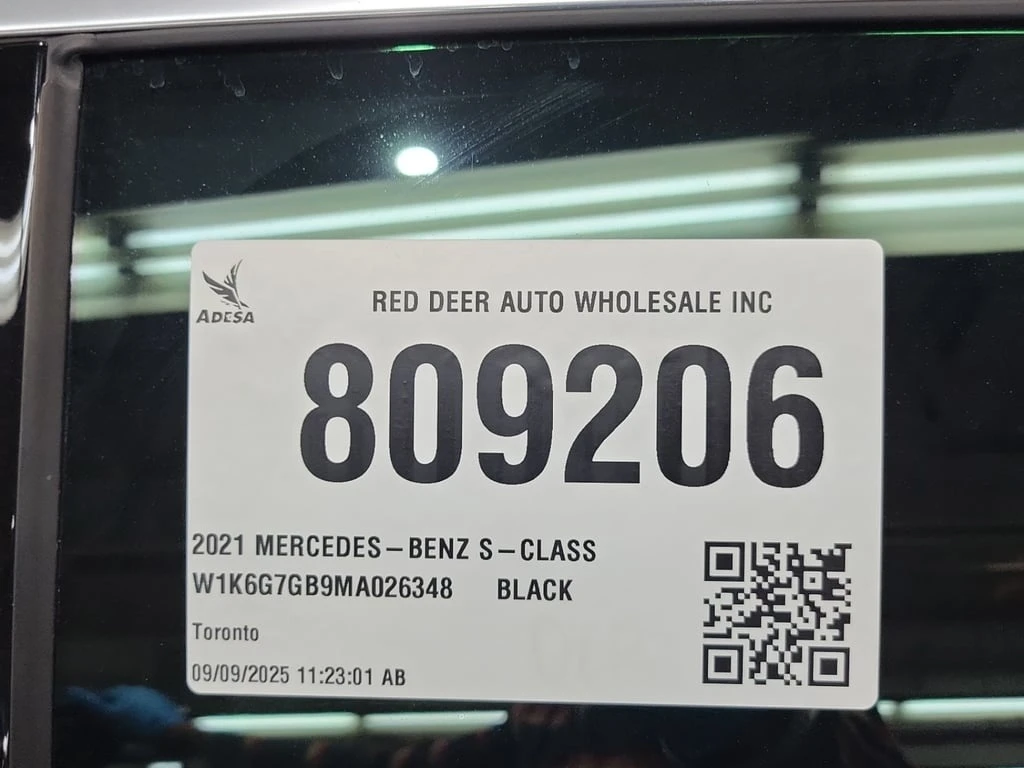 ADESA
RED DEER AUTO WHOLESALE INC
809206
2021 MERCEDES-BENZ S-CLASS
W1K6G7GB9MA026348 BLACK
Toronto
09/09/2025 11:23:01 AB